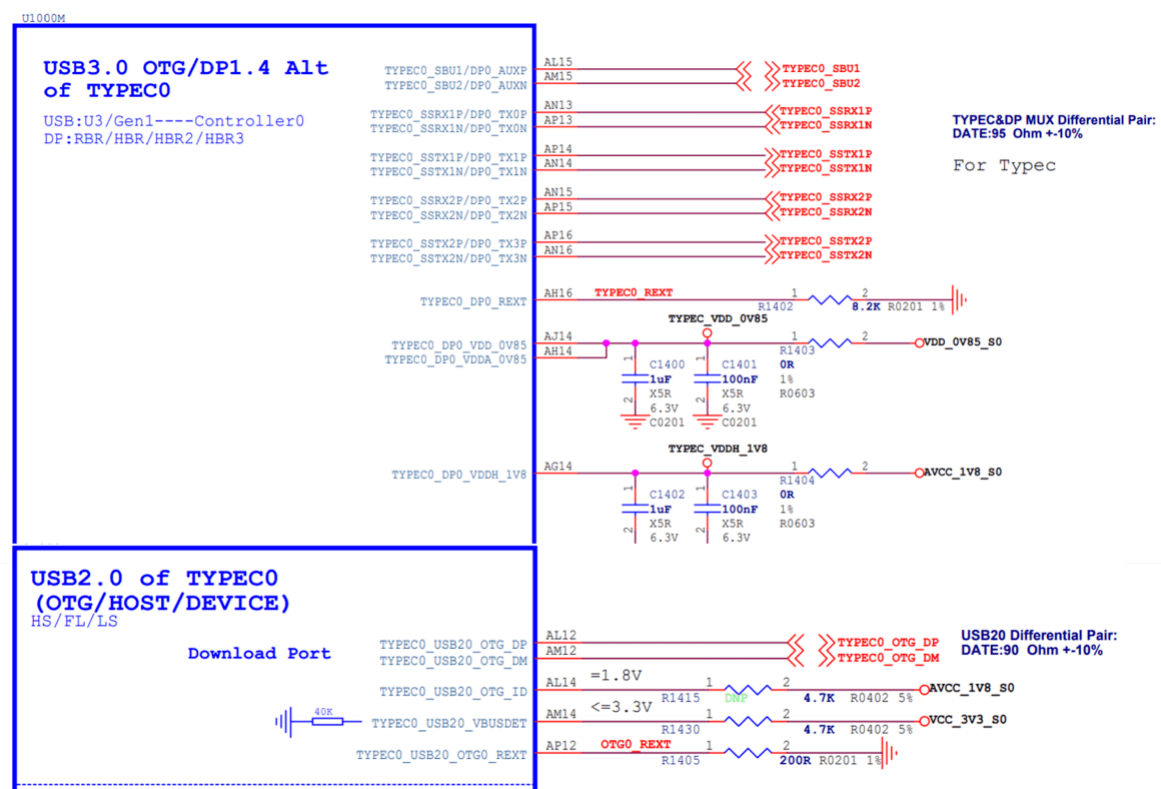 U1000M
USB3.0 OTG/DP1.4 Alt
of TYPEC0
USB:U3/Gen1----Controller0
DP:RBR/HBR/HBR2/HBR3
TYPEC0_SBU1/DP0_AUXP AL15 TYPEC0_SBU1
TYPEC0_SBU2/DP0_AUXN AM15 TYPEC0_SBU2
TYPEC0_SSRX1P/DP0_TX0P AN13 TYPEC0_SSRX1P
TYPEC0_SSRX1N/DP0_TX0N AP13 TYPEC0_SSRX1N
TYPEC&DP MUX Differential Pair:
DATE:95 Ohm +-10%
For Typec
TYPEC0_SSTX1P/DP0_TX1P AP14 TYPEC0_SSTX1P
TYPEC0_SSTX1N/DP0_TX1N AN14 TYPEC0_SSTX1N
TYPEC0_SSRX2P/DP0_TX2P AN15 TYPEC0_SSRX2P
TYPEC0_SSRX2N/DP0_TX2N AP15 TYPEC0_SSRX2N
TYPEC0_SSTX2P/DP0_TX3P AP16 TYPEC0_SSTX2P
TYPEC0_SSTX2N/DP0_TX3N AN16 TYPEC0_SSTX2N
TYPEC0_DP0_REXT AH16 TYPEC0_REXT 1 2
R1402 8.2K R0201 1%
TYPEC_VDD_0V85
TYPEC0_DP0_VDD_0V85 AJ14 1 2 VDD_0V85_S0
TYPEC0_DP0_VDDA_0V85 AH14 R1403
1 C1400 1 C1401 0R
1uF 100nF 1%
2 X5R 2 X5R R0603
6.3V 6.3V
C0201 C0201
TYPEC_VDDH_1V8
TYPEC0_DP0_VDDH_1V8 AG14 1 2 AVCC_1V8_S0
R1404
1 C1402 1 C1403 0R
1uF 100nF 1%
2 X5R 2 X5R R0603
6.3V 6.3V
USB2.0 of TYPEC0
(OTG/HOST/DEVICE)
HS/FL/LS
Download Port
TYPEC0_USB20_OTG_DP AL12 TYPEC0_OTG_DP
TYPEC0_USB20_OTG_DM AM12 TYPEC0_OTG_DM
USB20 Differential Pair:
DATE:90 Ohm +-10%
TYPEC0_USB20_OTG_ID AL14 =1.8V 1 2 AVCC_1V8_S0
R1415 DNP 4.7K R0402 5%
40K TYPEC0_USB20_VBUSDET AM14 <=3.3V 1 2 VCC_3V3_S0
R1430 4.7K R0402 5%
TYPEC0_USB20_OTG0_REXT AP12 OTG0_REXT 1 2
R1405 200R R0201 1%